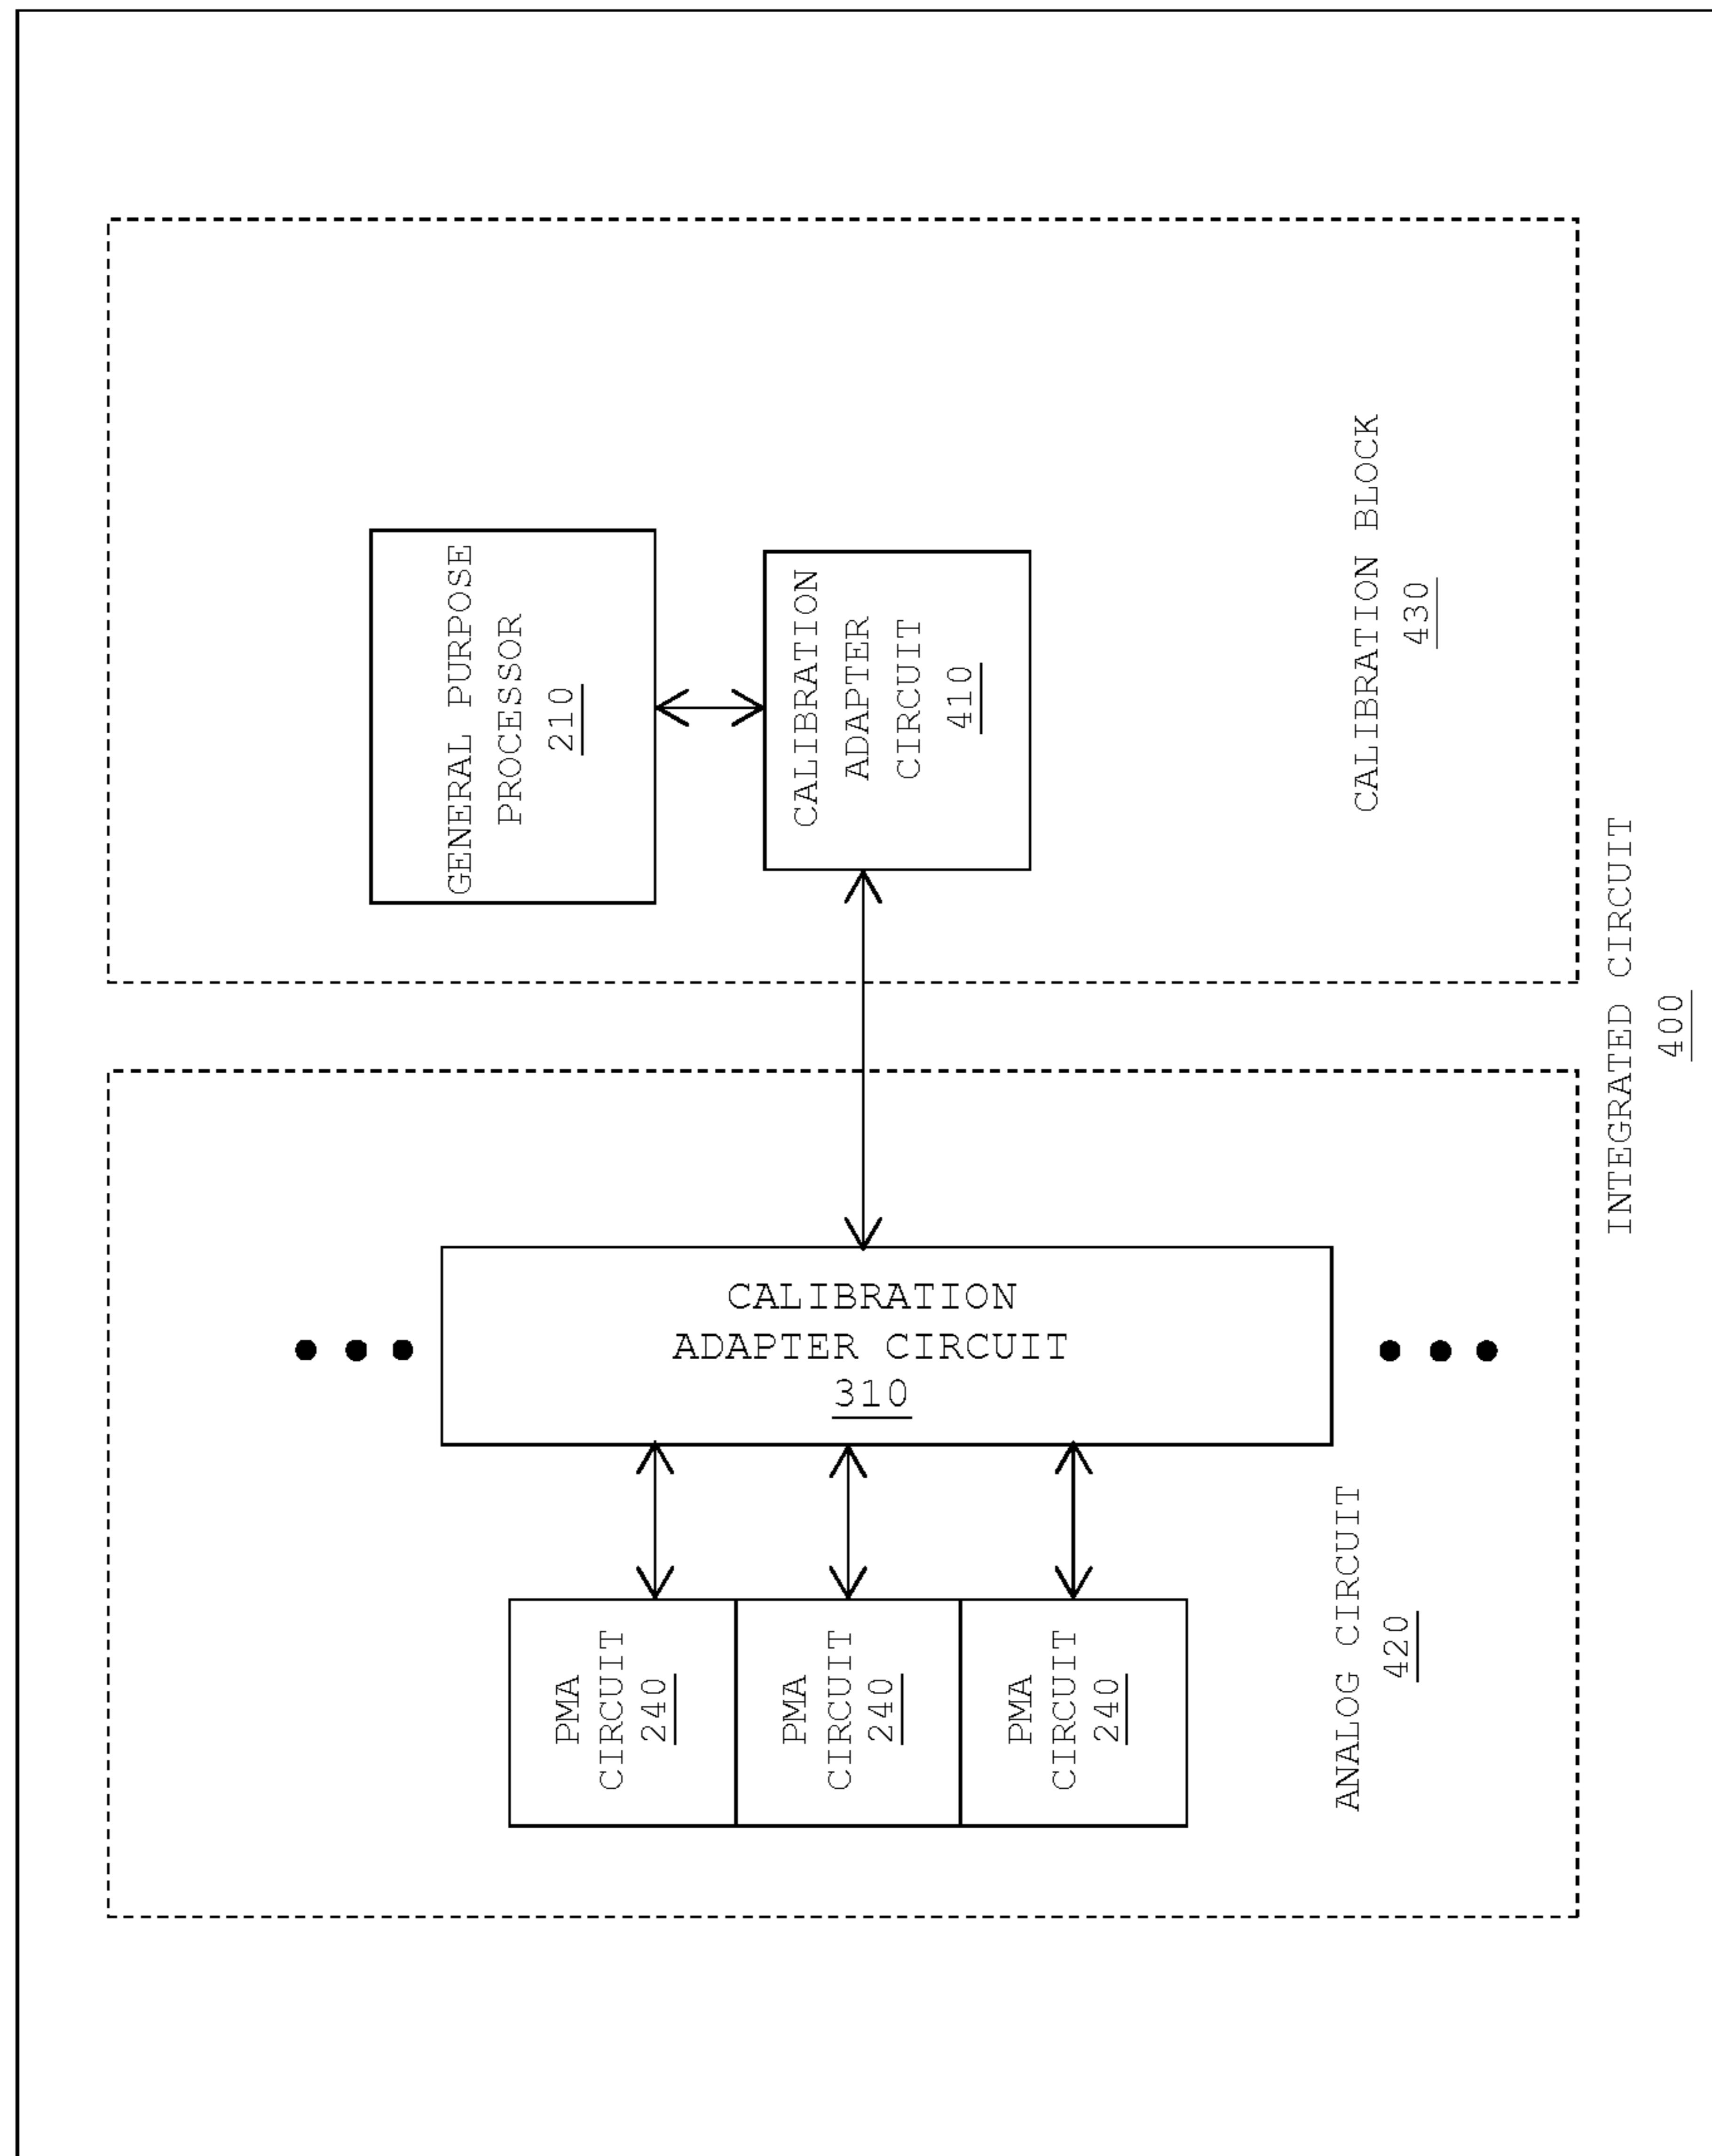 GENERAL PURPOSE
PROCESSOR
210
CALIBRATION
ADAPTER
CIRCUIT
410
CALIBRATION BLOCK
430
CALIBRATION
ADAPTER CIRCUIT
310
PMA
CIRCUIT
240
PMA
CIRCUIT
240
PMA
CIRCUIT
240
ANALOG CIRCUIT
420
INTEGRATED CIRCUIT
400